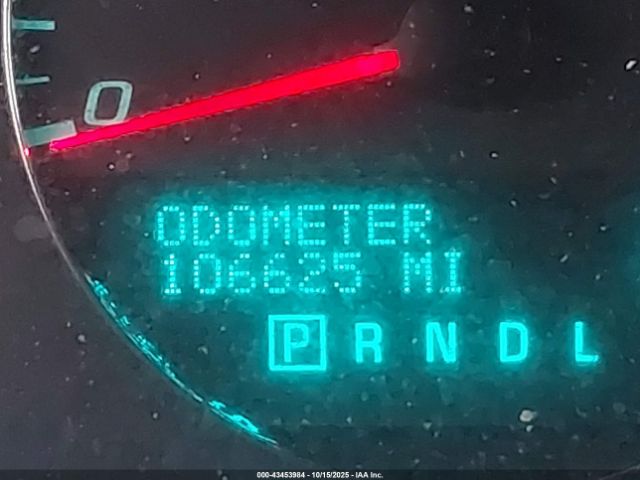 0
ODOMETER
106625 MI
P R N D L
000-43453984 - 10/15/2025 - IAA Inc.